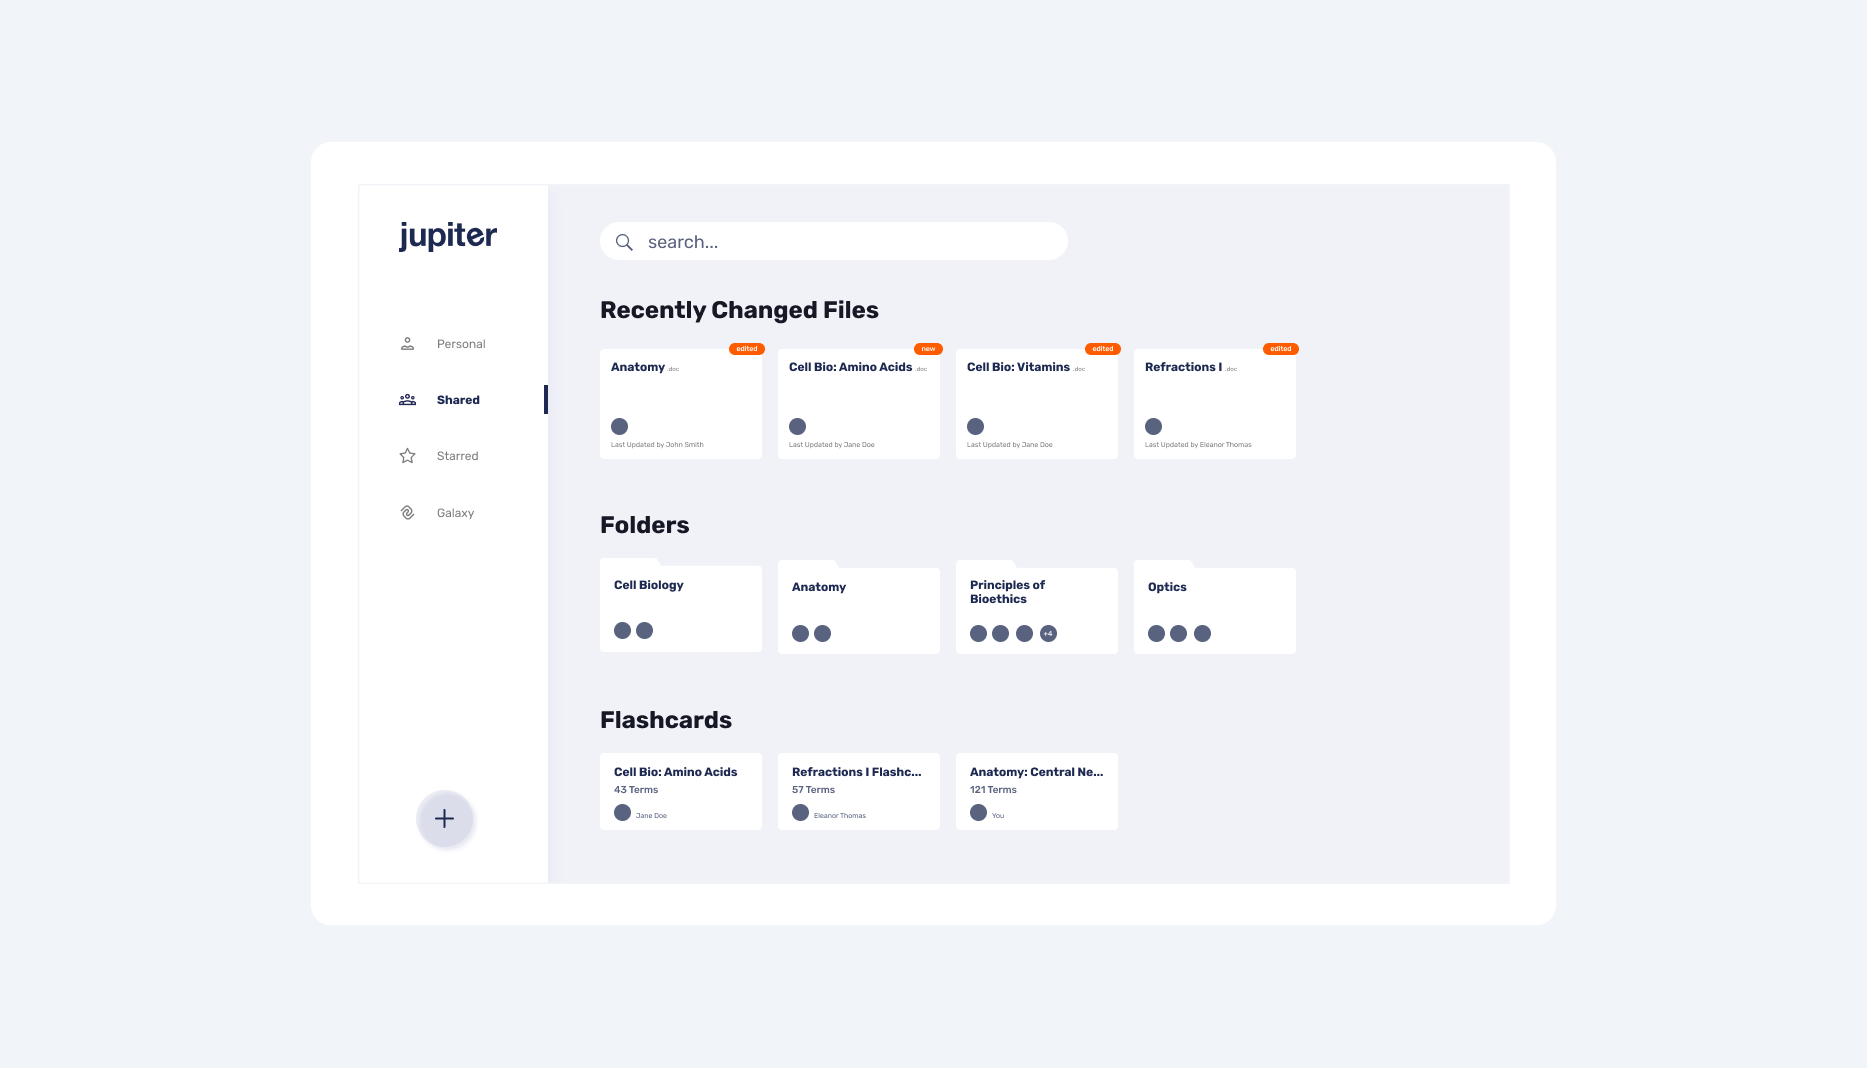 jupiter
Personal
Shared
Starred
Galaxy
search...
Recently Changed Files
edited
Anatomy .doc
Last Updated by John Smith
new
Cell Bio: Amino Acids .doc
Last Updated by Jane Doe
edited
Cell Bio: Vitamins .doc
Last Updated by Jane Doe
edited
Refractions I .doc
Last Updated by Eleanor Thomas
Folders
Cell Biology
Anatomy
Principles of
Bioethics
+4
Optics
Flashcards
Cell Bio: Amino Acids
43 Terms
Jane Doe
Refractions I Flashc...
57 Terms
Eleanor Thomas
Anatomy: Central Ne...
121 Terms
You